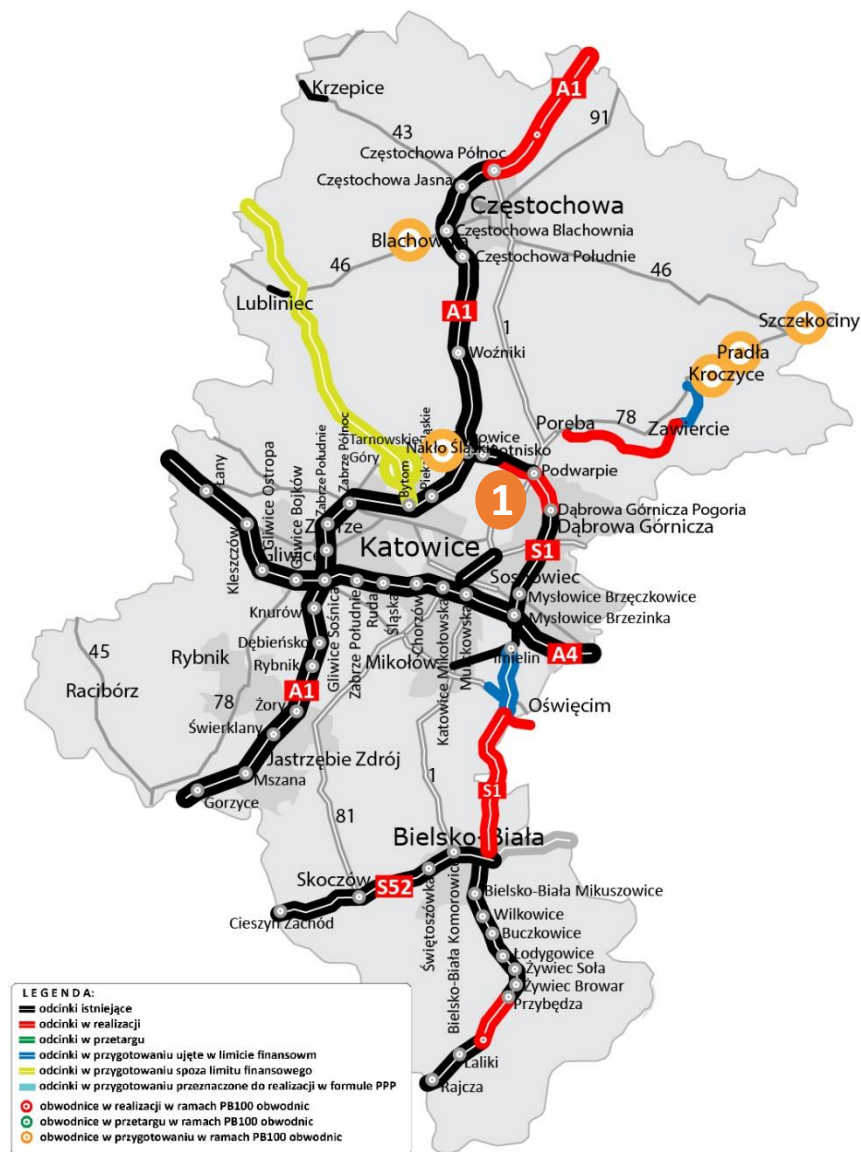 A1
Krzepice
91
43
Częstochowa Północ
Częstochowa Jasna
Częstochowa
Częstochowa Blachownia
Blachownia
Częstochowa Południe
46
46
Lubliniec
A1
1
Szczekociny
Woźniki
Pradła
Kroczyce
Poręba
78
Zawiercie
Tarnowskie
Góry
Nakło Śląskie
Zabrze Północ
Zabrze Południe
Bytom
Podwarpie
1
Łany
Gliwice Ostropa
Gliwice Bojków
Kleszczów
Zabrze
Gliwice
Katowice
Dąbrowa Górnicza Pogoria
Dąbrowa Górnicza
S1
Sosnowiec
Mysłowice Brzęczkowice
Mysłowice Brzezinka
Knurów
Gliwice Sośnica
Zabrze Południe
Ruda
Śląska
Chorzów
Katowice Mikołowska
Murckowska
Dębieńsko
Rybnik
45
Rybnik
Mikołów
Imielin
A4
Racibórz
78
A1
Żory
Oświęcim
Świerklany
Jastrzębie Zdrój
Mszana
Gorzyce
1
S1
81
Bielsko-Biała
Skoczów
S52
Cieszyn Zachód
Świętoszówka
Bielsko-Biała Komorowice
Bielsko-Biała Mikuszowice
Wilkowice
Buczkowice
Łodygowice
Żywiec Soła
Żywiec Browar
Przybędza
Laliki
Rajcza
LEGENDA:
odcinki istniejące
odcinki w realizacji
odcinki w przetargu
odcinki w przygotowaniu ujęte w limicie finansowm
odcinki w przygotowaniu spoza limitu finansowego
odcinki w przygotowaniu przeznaczone do realizacji w formule PPP
obwodnice w realizacji w ramach PB100 obwodnic
obwodnice w przetargu w ramach PB100 obwodnic
obwodnice w przygotowaniu w ramach PB100 obwodnic